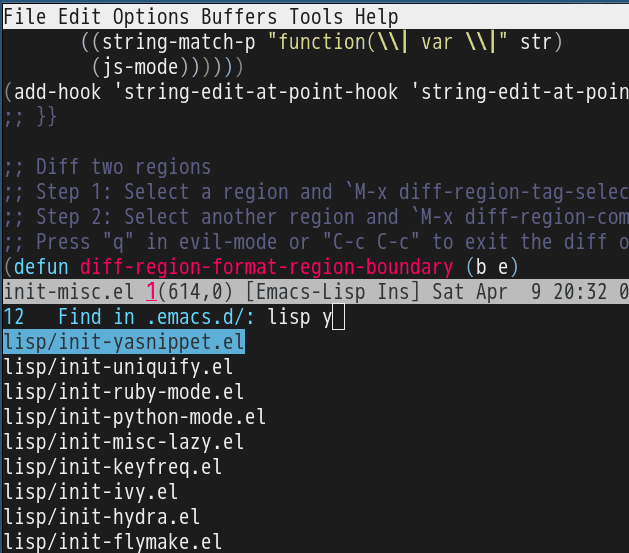 File Edit Options Buffers Tools Help
((string-match-p "function(\\| var \\|" str)
(js-mode))))))
(add-hook 'string-edit-at-point-hook 'string-edit-at-poin
;; }}
;; Diff two regions
;; Step 1: Select a region and `M-x diff-region-tag-selec
;; Step 2: Select another region and `M-x diff-region-com
;; Press "q" in evil-mode or "C-c C-c" to exit the diff o
(defun diff-region-format-region-boundary (b e)
init-misc.el 1(614,0) [Emacs-Lisp Ins] Sat Apr  9 20:32 0
12   Find in .emacs.d/: lisp y
lisp/init-yasnippet.el
lisp/init-uniquify.el
lisp/init-ruby-mode.el
lisp/init-python-mode.el
lisp/init-misc-lazy.el
lisp/init-keyfreq.el
lisp/init-ivy.el
lisp/init-hydra.el
lisp/init-flymake.el